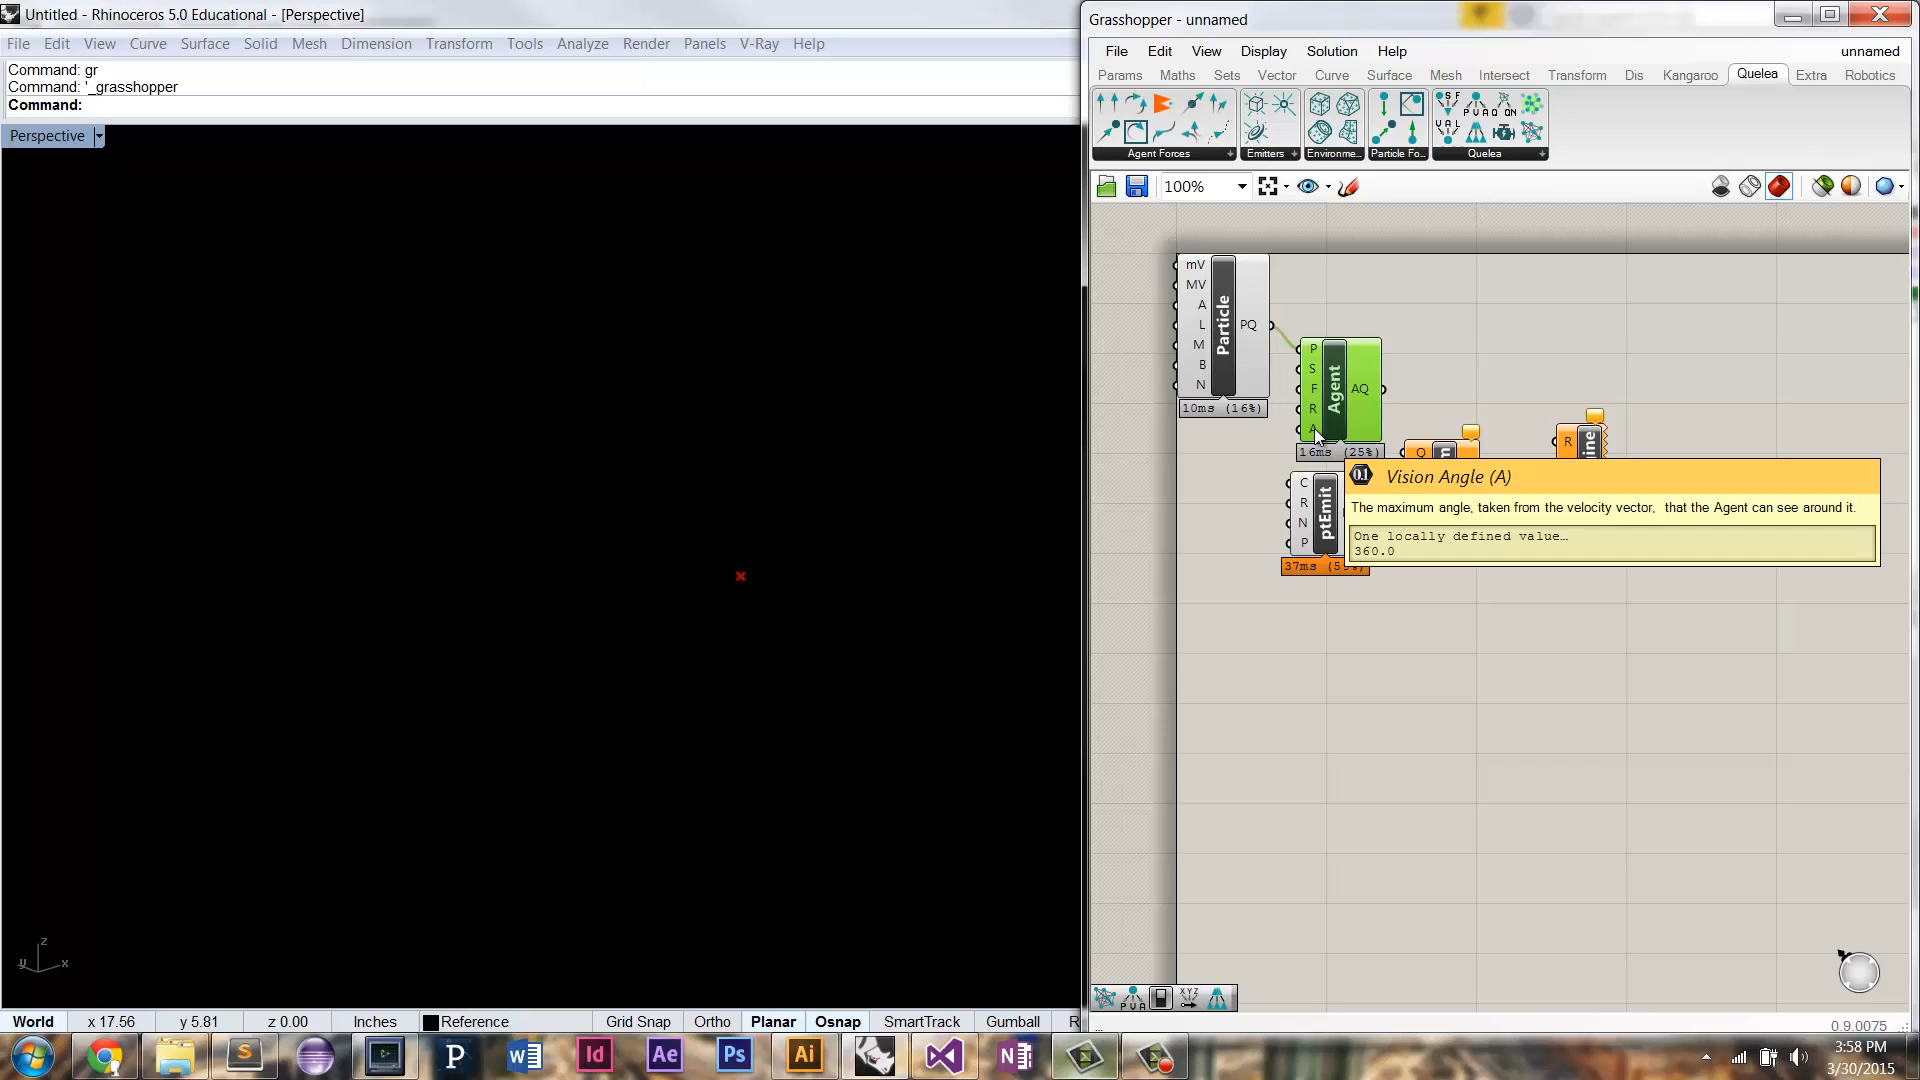 Untitled - Rhinoceros 5.0 Educational - [Perspective]
File Edit View Curve Surface Solid Mesh Dimension Transform Tools Analyze Render Panels V-Ray Help
Command: gr
Command: '_grasshopper
Command:
Perspective
z
y x
World x 17.56 y 5.81 z 0.00 Inches Reference Grid Snap Ortho Planar Osnap SmartTrack Gumball R
Grasshopper - unnamed
File Edit View Display Solution Help unnamed
Params Maths Sets Vector Curve Surface Mesh Intersect Transform Dis Kangaroo Quelea Extra Robotics
Agent Forces Emitters Environme... Particle Fo... Quelea
100%
mV
MV
A
L
M
B
N
Particle
PQ
10ms (16%)
P
S
F
R
A
Agent
AQ
16ms (25%)
C
R
N
P
ptEmit
37ms
Q
R
ine
Vision Angle (A)
The maximum angle, taken from the velocity vector, that the Agent can see around it.
One locally defined value…
360.0
...
0.9.0075
3:58 PM
3/30/2015